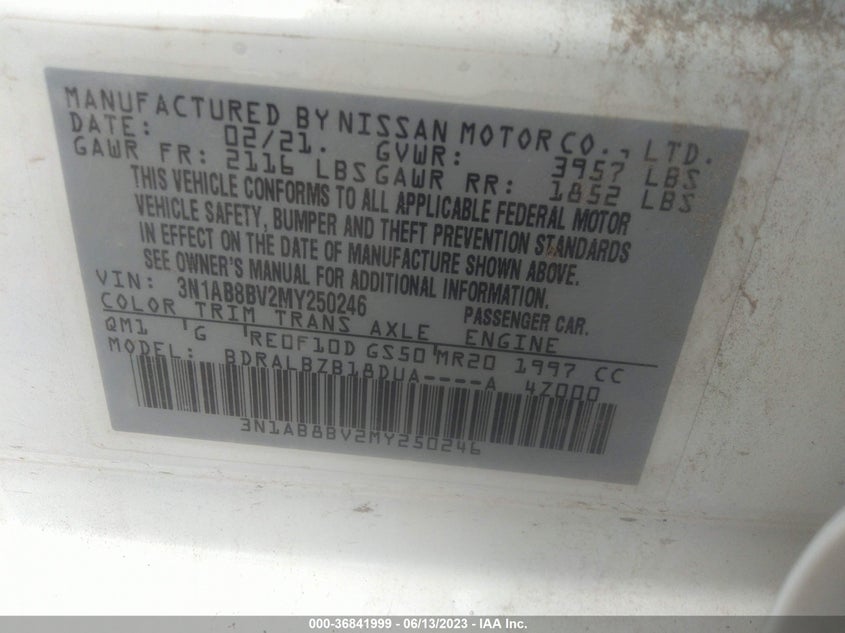 MANUFACTURED BY NISSAN MOTOR CO., LTD.
DATE: 02/21. GVWR: 3957 LBS
GAWR FR: 2116 LBS GAWR RR: 1852 LBS
THIS VEHICLE CONFORMS TO ALL APPLICABLE FEDERAL MOTOR
VEHICLE SAFETY, BUMPER AND THEFT PREVENTION STANDARDS
IN EFFECT ON THE DATE OF MANUFACTURE SHOWN ABOVE.
SEE OWNER'S MANUAL FOR ADDITIONAL INFORMATION.
VIN: 3N1AB8BV2MY250246 PASSENGER CAR.
COLOR TRIM TRANS AXLE ENGINE
QM1 G RE0F10D GS50 MR20 1997 CC
MODEL: BDRALBZB18DUA----A 4Z000
3N1AB8BV2MY250246
000-36841999 - 06/13/2023 - IAA Inc.